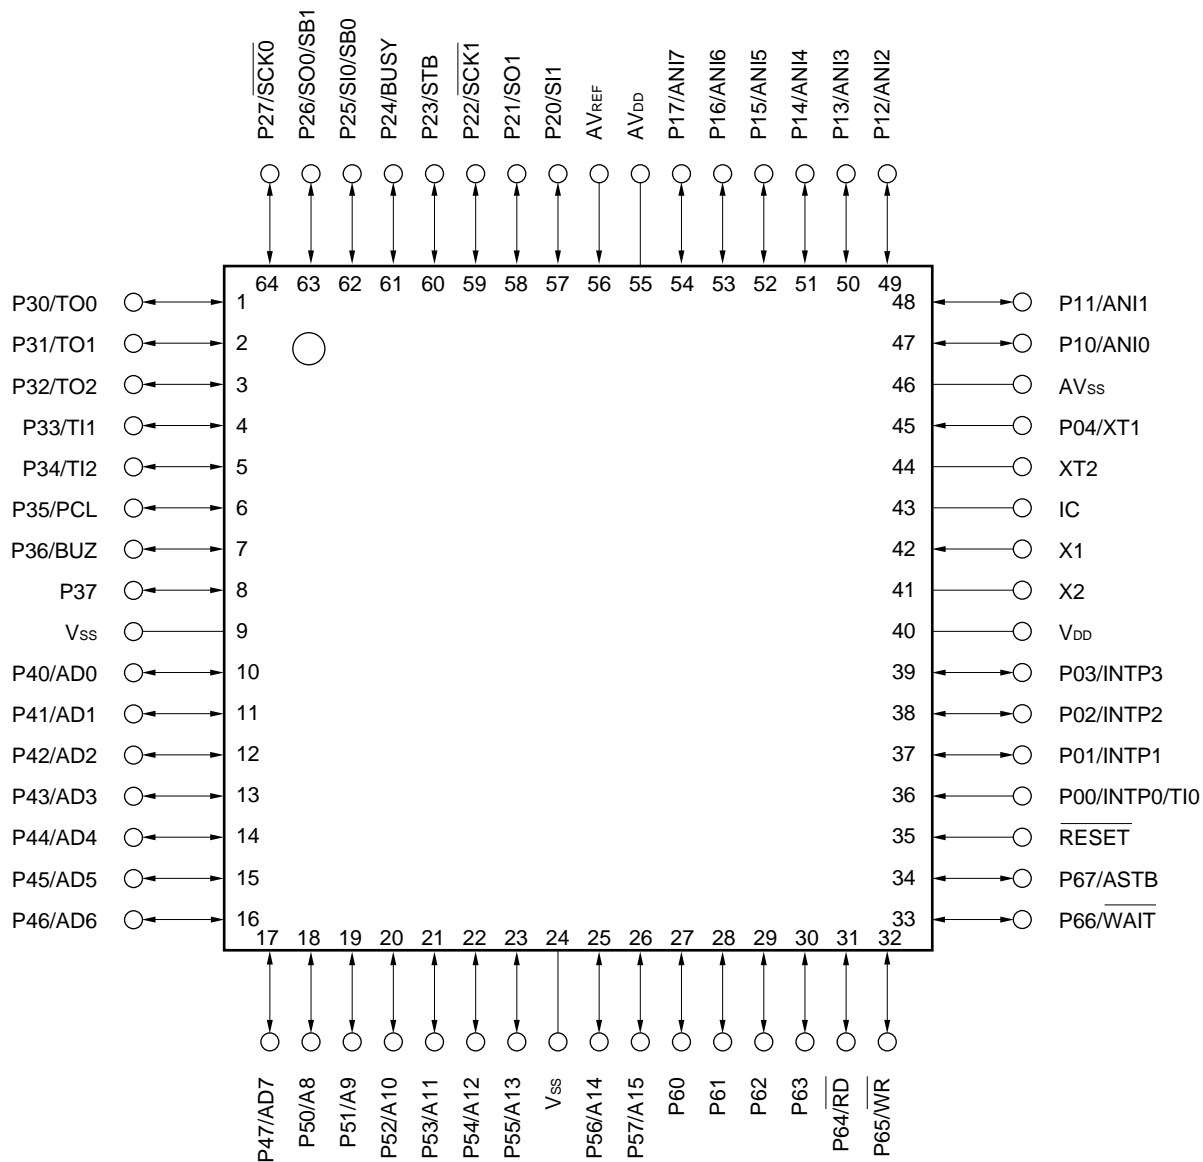 P27/SCK0
P26/SO0/SB1
P25/SI0/SB0
P24/BUSY
P23/STB
P22/SCK1
P21/SO1
P20/SI1
AVREF
AVDD
P17/ANI7
P16/ANI6
P15/ANI5
P14/ANI4
P13/ANI3
P12/ANI2
64 63 62 61 60 59 58 57 56 55 54 53 52 51 50 49
P30/TO0 1 48 P11/ANI1
P31/TO1 2 47 P10/ANI0
P32/TO2 3 46 AVSS
P33/TI1 4 45 P04/XT1
P34/TI2 5 44 XT2
P35/PCL 6 43 IC
P36/BUZ 7 42 X1
P37 8 41 X2
VSS 9 40 VDD
P40/AD0 10 39 P03/INTP3
P41/AD1 11 38 P02/INTP2
P42/AD2 12 37 P01/INTP1
P43/AD3 13 36 P00/INTP0/TI0
P44/AD4 14 35 RESET
P45/AD5 15 34 P67/ASTB
P46/AD6 16 33 P66/WAIT
17 18 19 20 21 22 23 24 25 26 27 28 29 30 31 32
P47/AD7
P50/A8
P51/A9
P52/A10
P53/A11
P54/A12
P55/A13
VSS
P56/A14
P57/A15
P60
P61
P62
P63
P64/RD
P65/WR